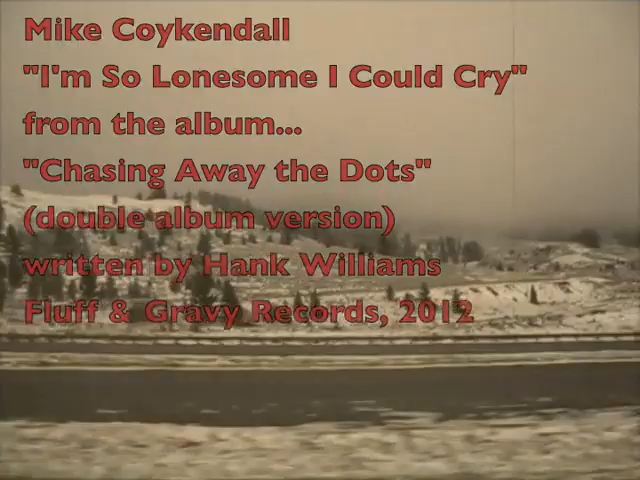 Mike Coykendall
"I'm So Lonesome I Could Cry"
from the album...
"Chasing Away the Dots"
(double album version)
written by Hank Williams
Fluff & Gravy Records, 2012